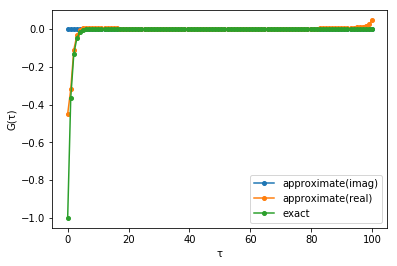 0.0
−0.2
−0.4
−0.6
−0.8
−1.0
G(τ)
approximate(imag)
approximate(real)
exact
0 20 40 60 80 100
τ